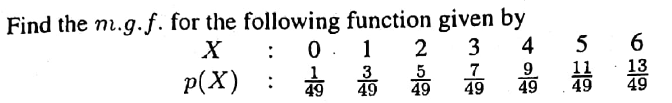 Find the m.g.f. for the following function given by
X : 0 1 2 3 4 5 6
p(X) : 1/49 3/49 5/49 7/49 9/49 11/49 13/49